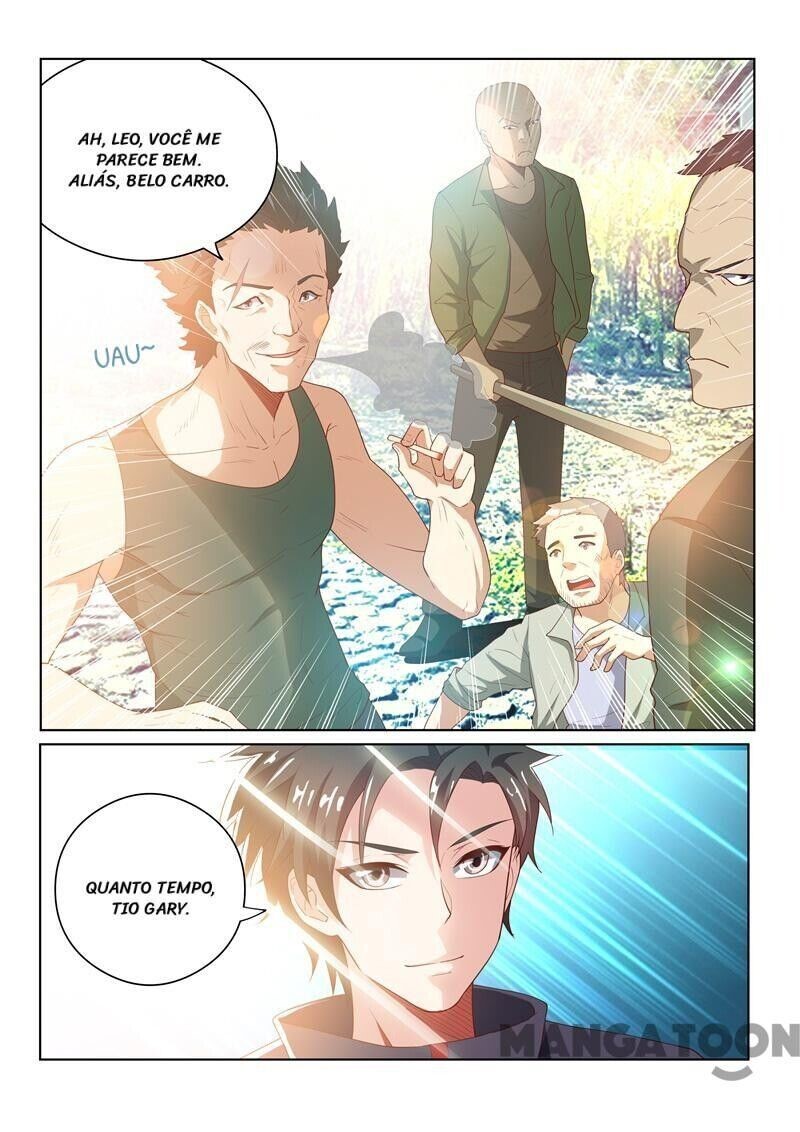 AH, LEO, VOCÊ ME
PARECE BEM.
ALIÁS, BELO CARRO.
UAU~
QUANTO TEMPO,
TIO GARY.
MANGATOON